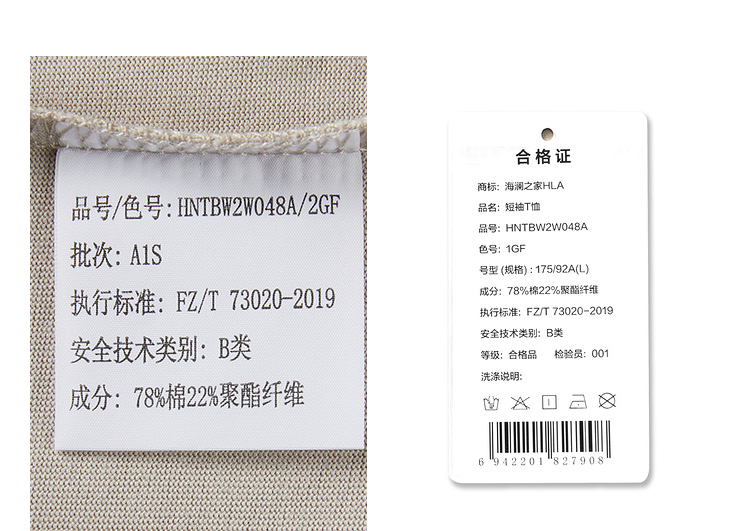 品号/色号: HNTBW2W048A/2GF
批次: A1S
执行标准: FZ/T 73020-2019
安全技术类别: B类
成分: 78%棉22%聚酯纤维
合格证
商标: 海澜之家HLA
品名: 短袖T恤
品号: HNTBW2W048A
色号: 1GF
号型 (规格) : 175/92A(L)
成分: 78%棉22%聚酯纤维
执行标准: FZ/T 73020-2019
安全技术类别: B类
等级: 合格品 检验员: 001
洗涤说明:
6 942201 827908